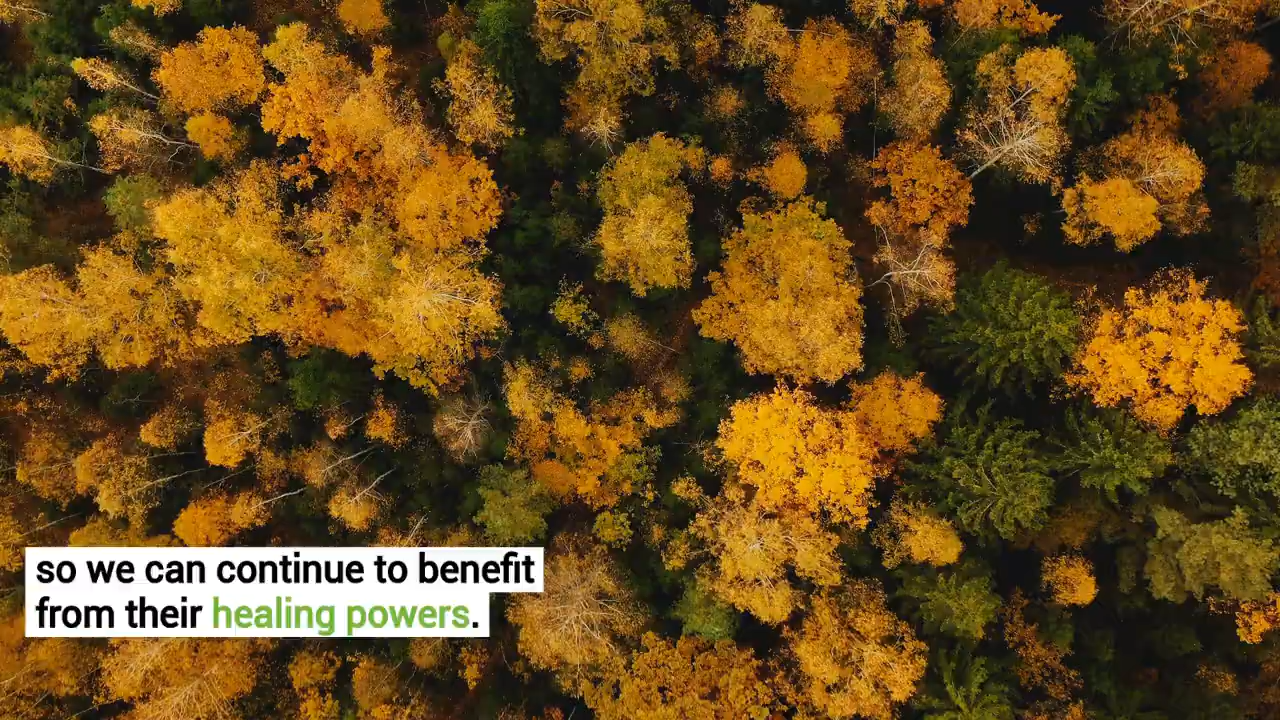 so we can continue to benefit
from their healing powers.